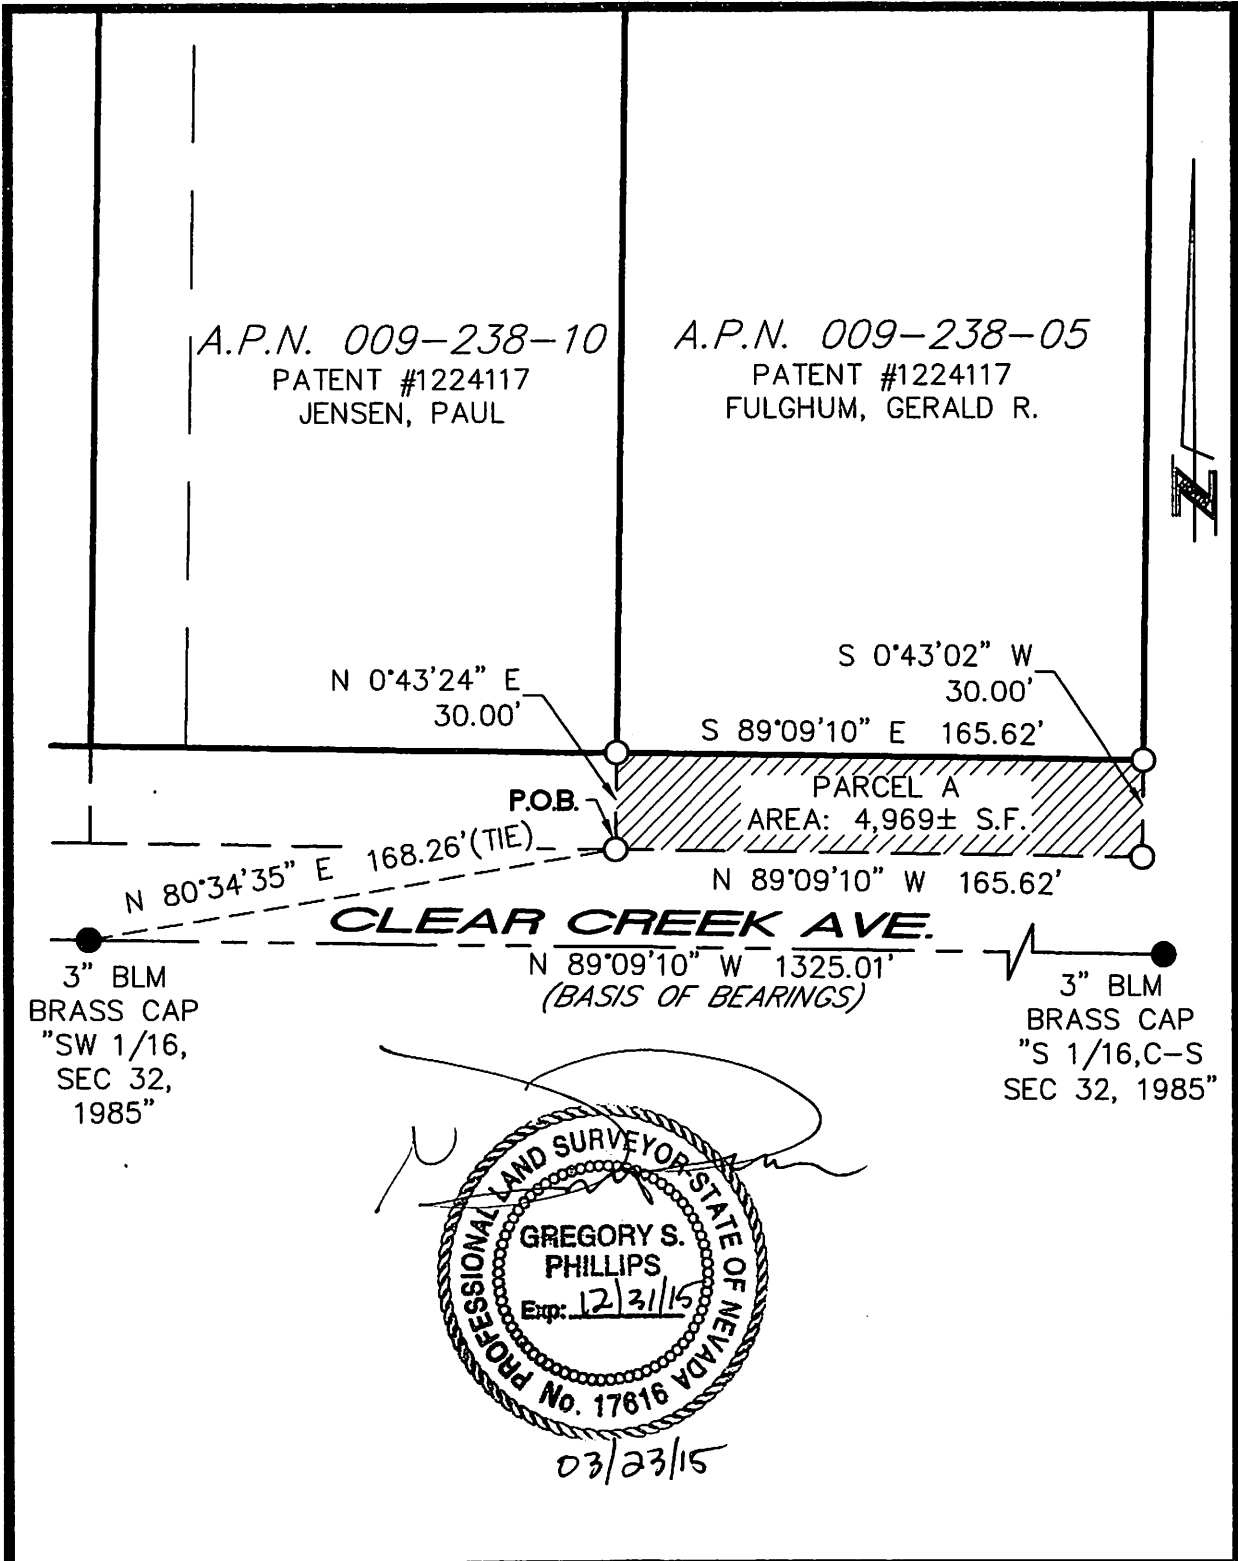 A.P.N. 009-238-10
PATENT #1224117
JENSEN, PAUL
A.P.N. 009-238-05
PATENT #1224117
FULGHUM, GERALD R.
N
N 0°43'24" E
30.00'
S 0°43'02" W
30.00'
S 89°09'10" E 165.62'
PARCEL A
AREA: 4,969± S.F.
P.O.B.
N 80°34'35" E 168.26'(TIE)
N 89°09'10" W 165.62'
CLEAR CREEK AVE.
N 89°09'10" W 1325.01'
(BASIS OF BEARINGS)
3" BLM
BRASS CAP
"SW 1/16,
SEC 32,
1985"
3" BLM
BRASS CAP
"S 1/16,C-S
SEC 32, 1985"
PROFESSIONAL LAND SURVEYOR-STATE OF NEVADA
GREGORY S.
PHILLIPS
Exp: 12/31/15
No. 17616
03/23/15